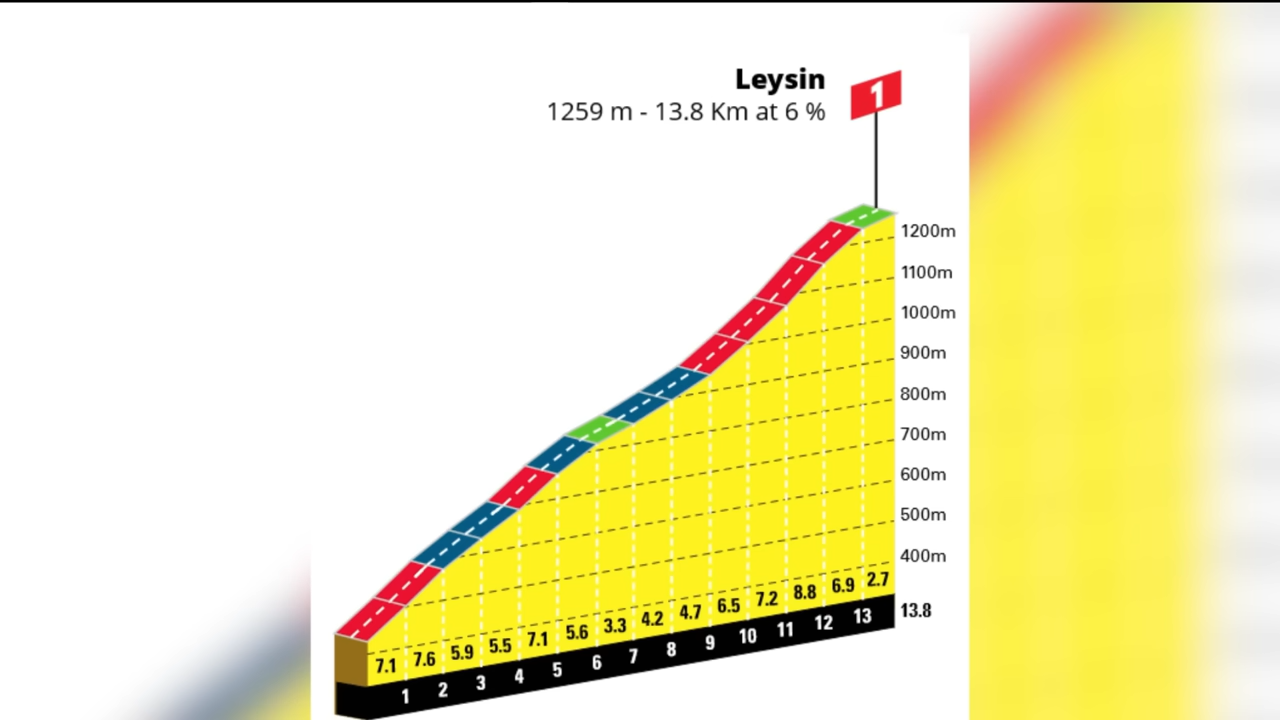 Leysin
1
1259 m - 13.8 Km at 6 %
1200m
1100m
1000m
900m
800m
700m
600m
500m
400m
7.1 7.6 5.9 5.5 7.1 5.6 3.3 4.2 4.7 6.5 7.2 8.8 6.9 2.7
1 2 3 4 5 6 7 8 9 10 11 12 13 13.8